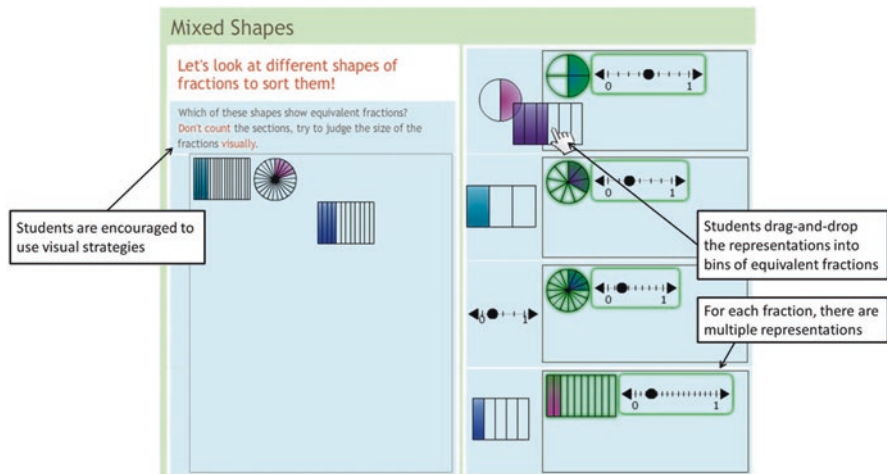 Mixed Shapes
Let's look at different shapes of
fractions to sort them!
Which of these shapes show equivalent fractions?
Don't count the sections, try to judge the size of the
fractions visually.
Students are encouraged to
use visual strategies
0 1
0 1
0 1
0 1
0 1
Students drag-and-drop
the representations into
bins of equivalent fractions
For each fraction, there are
multiple representations